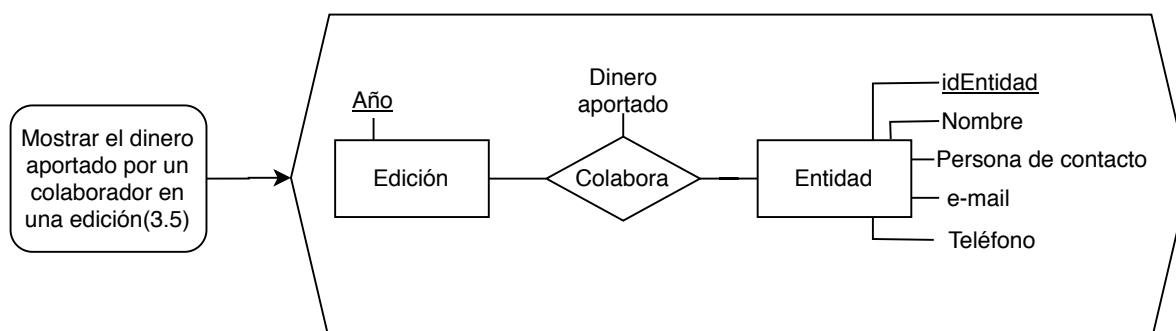 Mostrar el dinero
aportado por un
colaborador en
una edición(3.5)
Año
Edición
Dinero
aportado
Colabora
Entidad
idEntidad
Nombre
Persona de contacto
e-mail
Teléfono